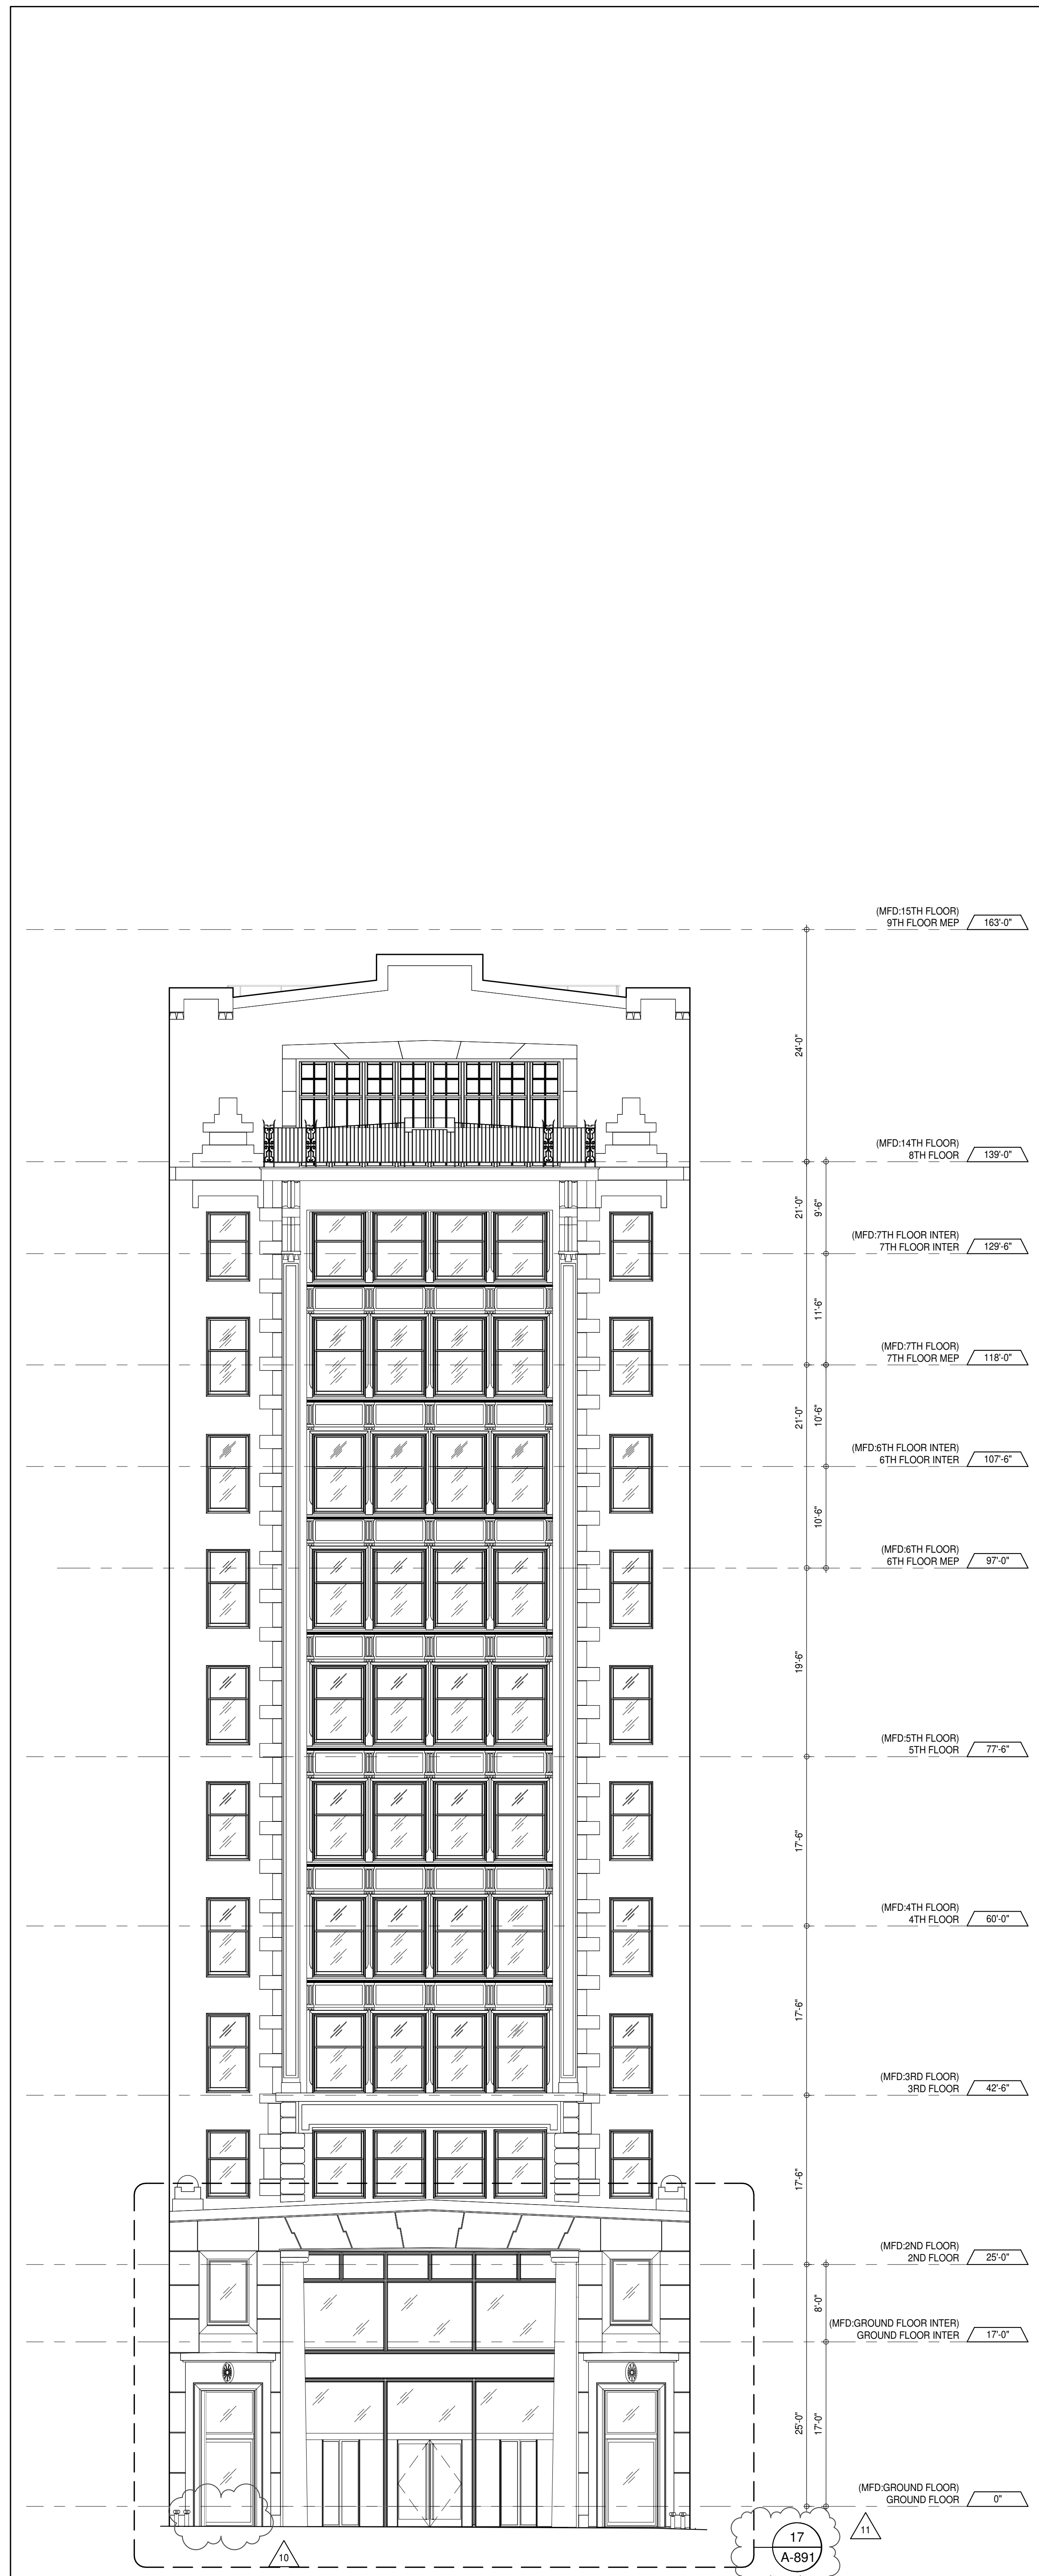 (MFD:15TH FLOOR)
9TH FLOOR MEP 163'-0"
24'-0"
(MFD:14TH FLOOR)
8TH FLOOR 139'-0"
21'-0" 9'-6"
(MFD:7TH FLOOR INTER)
7TH FLOOR INTER 129'-6"
11'-6"
(MFD:7TH FLOOR)
7TH FLOOR MEP 118'-0"
21'-0" 10'-6"
(MFD:6TH FLOOR INTER)
6TH FLOOR INTER 107'-6"
10'-6"
(MFD:6TH FLOOR)
6TH FLOOR MEP 97'-0"
19'-6"
(MFD:5TH FLOOR)
5TH FLOOR 77'-6"
17'-6"
(MFD:4TH FLOOR)
4TH FLOOR 60'-0"
17'-6"
(MFD:3RD FLOOR)
3RD FLOOR 42'-6"
17'-6"
(MFD:2ND FLOOR)
2ND FLOOR 25'-0"
8'-0"
(MFD:GROUND FLOOR INTER)
GROUND FLOOR INTER 17'-0"
25'-0" 17'-0"
(MFD:GROUND FLOOR)
GROUND FLOOR 0"
11
17
A-891
10